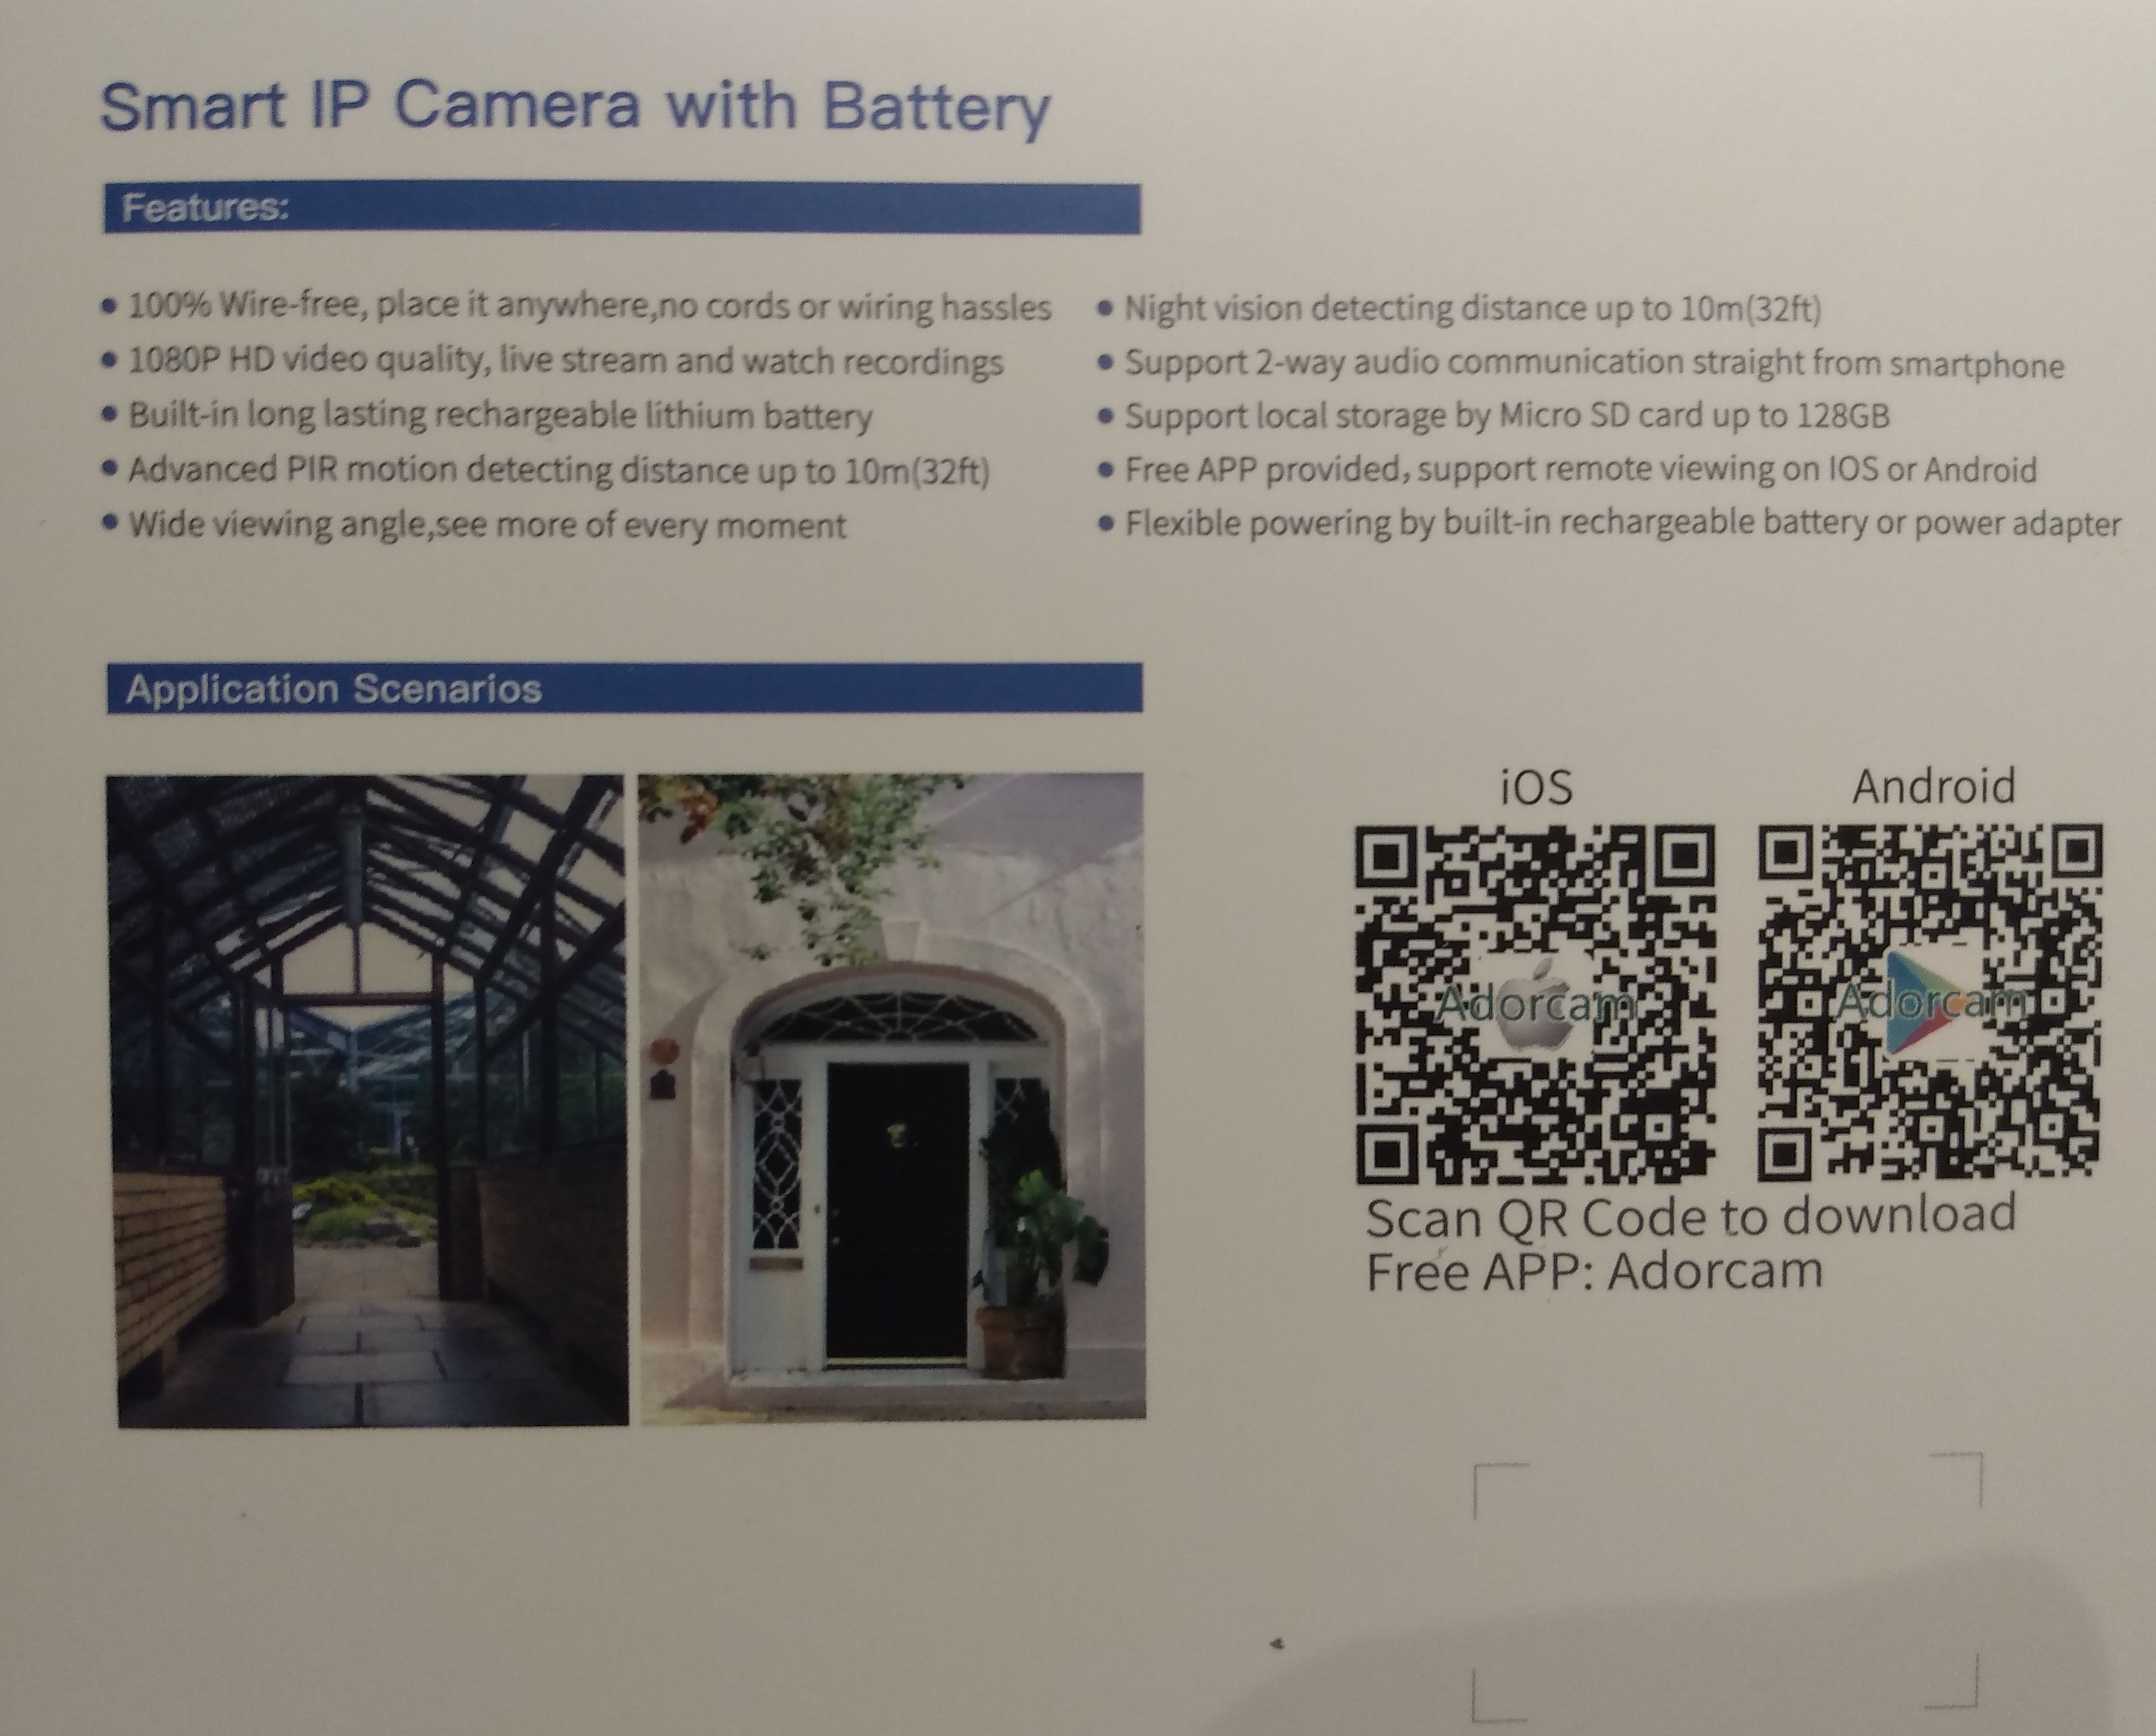 Smart IP Camera with Battery
Features:
• 100% Wire-free, place it anywhere,no cords or wiring hassles
• 1080P HD video quality, live stream and watch recordings
• Built-in long lasting rechargeable lithium battery
• Advanced PIR motion detecting distance up to 10m(32ft)
• Wide viewing angle,see more of every moment
• Night vision detecting distance up to 10m(32ft)
• Support 2-way audio communication straight from smartphone
• Support local storage by Micro SD card up to 128GB
• Free APP provided, support remote viewing on IOS or Android
• Flexible powering by built-in rechargeable battery or power adapter
Application Scenarios
iOS
Android
Adorcam
Adorcam
Scan QR Code to download
Free APP: Adorcam